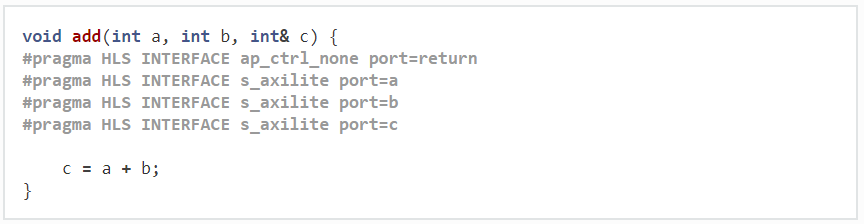 void add(int a, int b, int& c) {
#pragma HLS INTERFACE ap_ctrl_none port=return
#pragma HLS INTERFACE s_axilite port=a
#pragma HLS INTERFACE s_axilite port=b
#pragma HLS INTERFACE s_axilite port=c
    c = a + b;
}